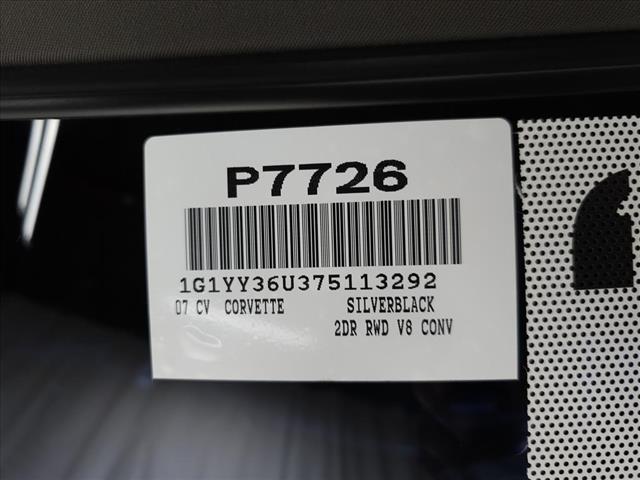 P7726
1G1YY36U375113292
07 CV CORVETTE SILVERBLACK
2DR RWD V8 CONV